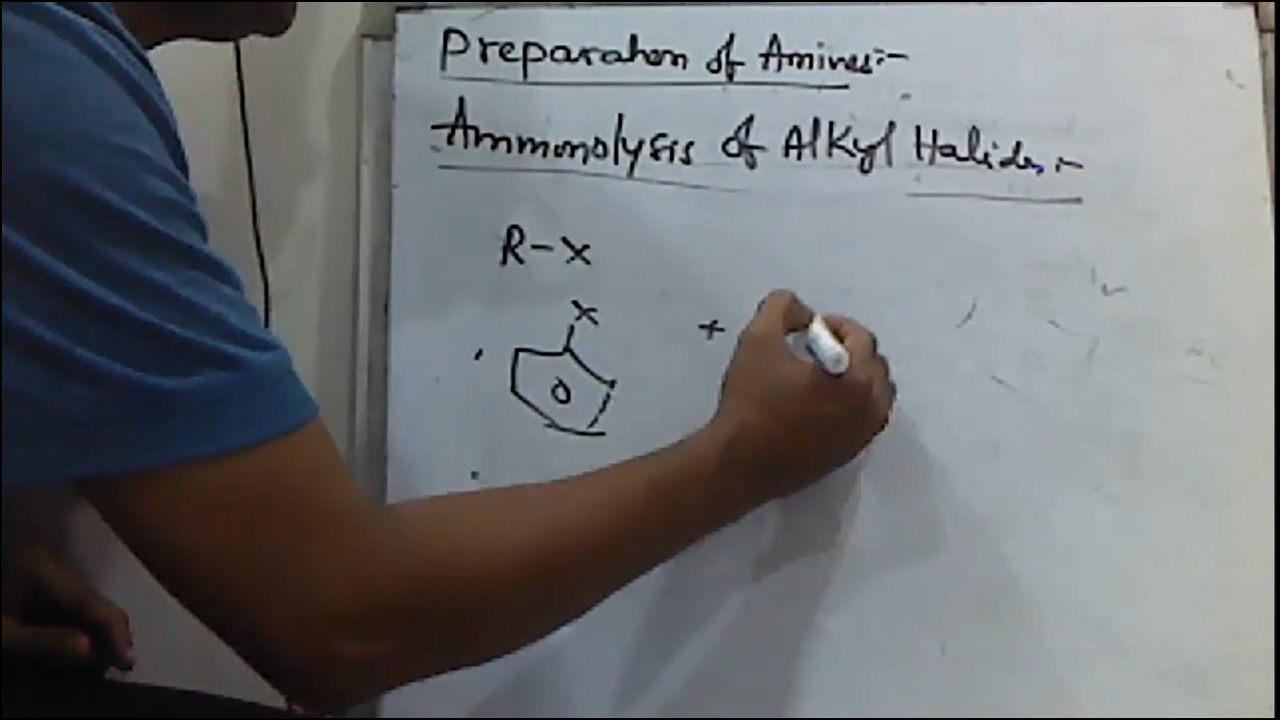 Preparation of Amines:-
Ammonolysis of Alkyl Halides:-
R-X
X
+